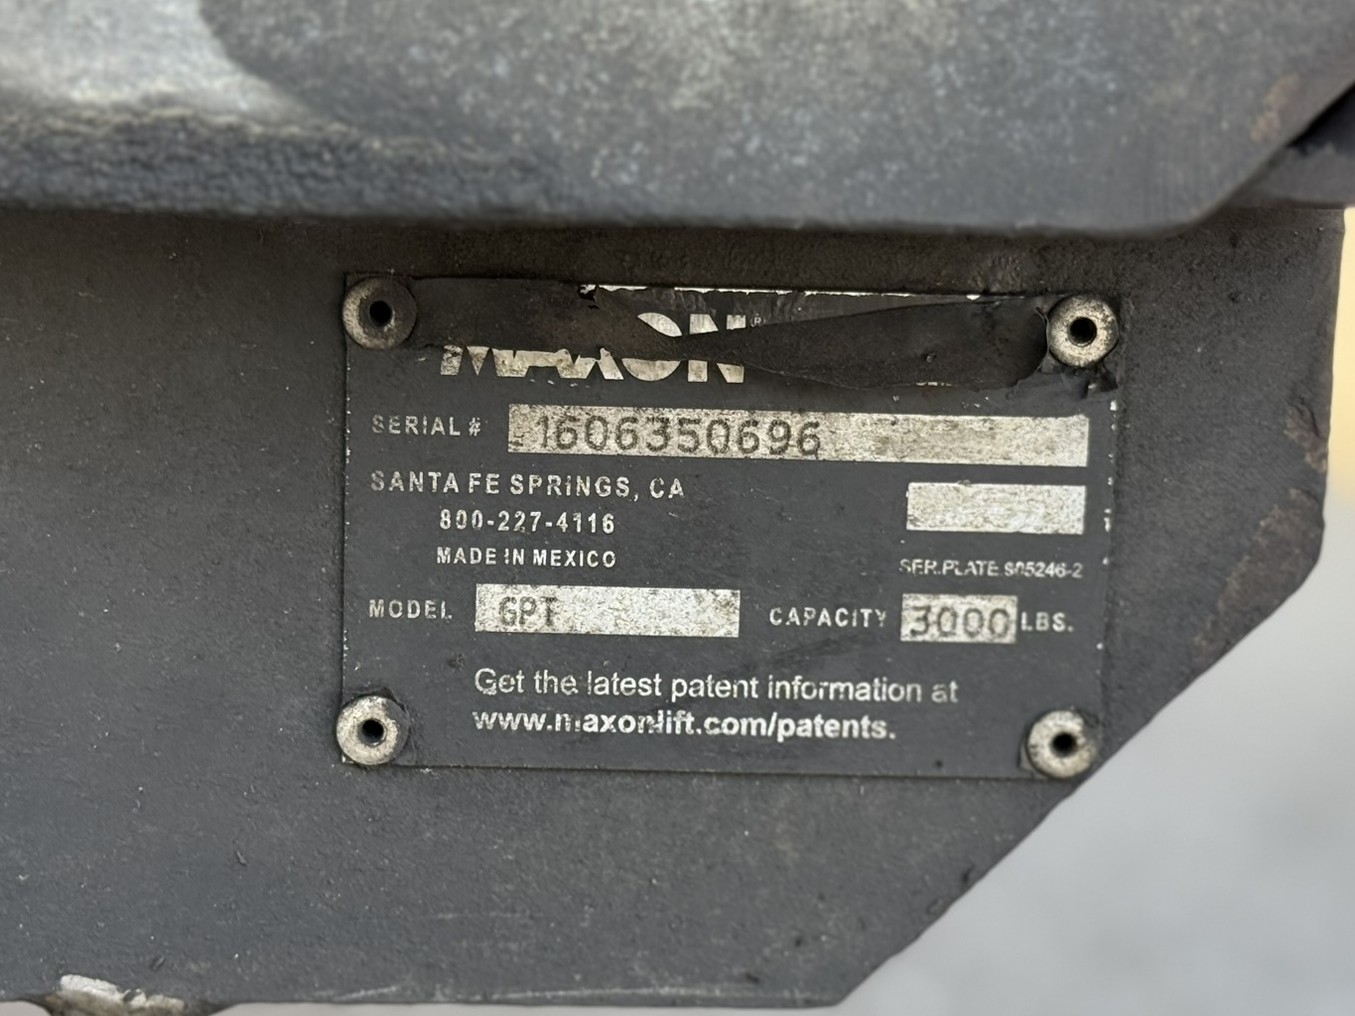 MAXON®
SERIAL # 1606350696
SANTA FE SPRINGS, CA
800-227-4116
MADE IN MEXICO
SER.PLATE S05246-2
MODEL GPT CAPACITY 3000 LBS.
Get the latest patent information at
www.maxonlift.com/patents.